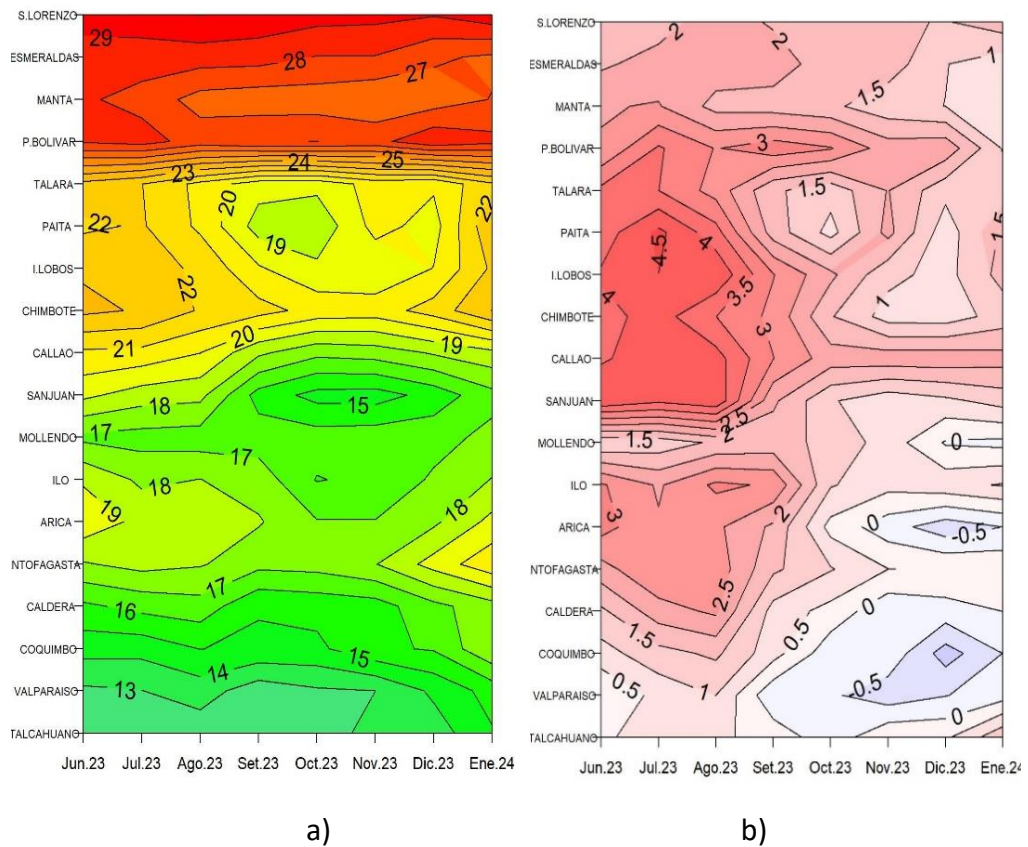 S.LORENZO
ESMERALDAS
MANTA
P.BOLIVAR
TALARA
PAITA
I.LOBOS
CHIMBOTE
CALLAO
SANJUAN
MOLLENDO
ILO
ARICA
NTOFAGASTA
CALDERA
COQUIMBO
VALPARAISO
TALCAHUANO
29
28
27
23 24 25
20
22 22
19
22
21 20 19
18 15
17
17
18 18
19
17
16
15
14
13
Jun.23 Jul.23 Ago.23 Set.23 Oct.23 Nov.23 Dic.23 Ene.24
a)
S.LORENZO
ESMERALDAS
MANTA
P.BOLIVAR
TALARA
PAITA
I.LOBOS
CHIMBOTE
CALLAO
SANJUAN
MOLLENDO
ILO
ARICA
NTOFAGASTA
CALDERA
COQUIMBO
VALPARAISO
TALCAHUANO
2 2 1
1.5
3
1.5
4.5 4 1.5
4 3.5 1
3
2.5
1.5 2 0
3 2 0 -0.5
2.5
1.5 0.5 0
0.5 1 -0.5
0
Jun.23 Jul.23 Ago.23 Set.23 Oct.23 Nov.23 Dic.23 Ene.24
b)